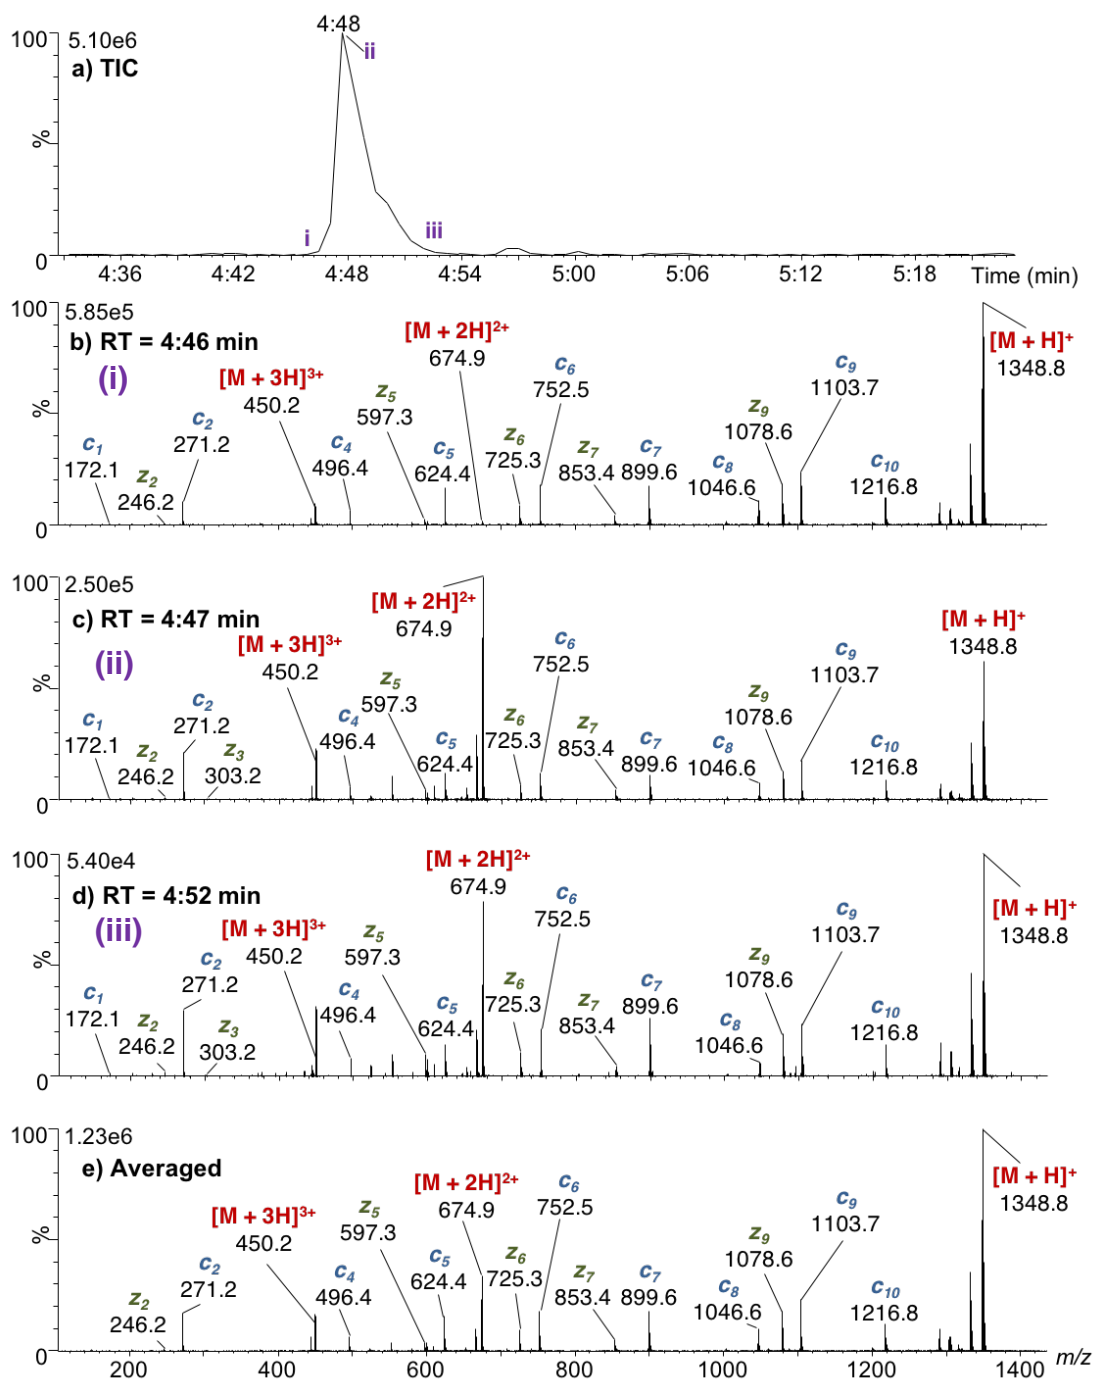 4:48
100
5.10e6
ii
a) TIC
%
i
iii
0
4:36 4:42 4:48 4:54 5:00 5:06 5:12 5:18 Time (min)
100
5.85e5
b) RT = 4:46 min
(i)
%
0
[M + 3H]³⁺
450.2
[M + 2H]²⁺
674.9
[M + H]⁺
1348.8
c₁
172.1
z₂
246.2
c₂
271.2
c₄
496.4
z₅
597.3
c₅
624.4
z₆
725.3
c₆
752.5
z₇
853.4
c₇
899.6
c₈
1046.6
z₉
1078.6
c₉
1103.7
c₁₀
1216.8
100
2.50e5
c) RT = 4:47 min
(ii)
%
0
[M + 3H]³⁺
450.2
[M + 2H]²⁺
674.9
[M + H]⁺
1348.8
c₁
172.1
z₂
246.2
c₂
271.2
z₃
303.2
c₄
496.4
z₅
597.3
c₅
624.4
z₆
725.3
c₆
752.5
z₇
853.4
c₇
899.6
c₈
1046.6
z₉
1078.6
c₉
1103.7
c₁₀
1216.8
100
5.40e4
d) RT = 4:52 min
(iii)
%
0
[M + 3H]³⁺
450.2
[M + 2H]²⁺
674.9
[M + H]⁺
1348.8
c₁
172.1
z₂
246.2
c₂
271.2
z₃
303.2
c₄
496.4
z₅
597.3
c₅
624.4
z₆
725.3
c₆
752.5
z₇
853.4
c₇
899.6
c₈
1046.6
z₉
1078.6
c₉
1103.7
c₁₀
1216.8
100
1.23e6
e) Averaged
%
0
[M + 3H]³⁺
450.2
[M + 2H]²⁺
674.9
[M + H]⁺
1348.8
z₂
246.2
c₂
271.2
c₄
496.4
z₅
597.3
c₅
624.4
z₆
725.3
c₆
752.5
z₇
853.4
c₇
899.6
c₈
1046.6
z₉
1078.6
c₉
1103.7
c₁₀
1216.8
200 400 600 800 1000 1200 1400 m/z